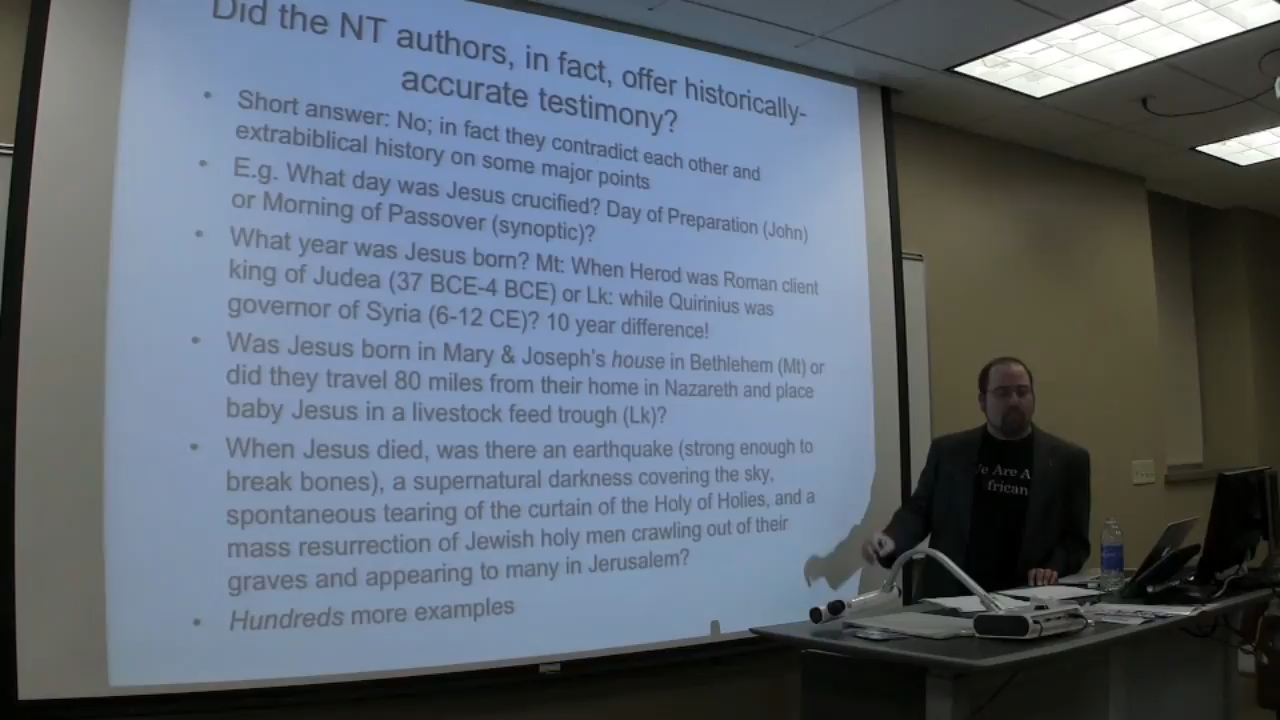 Did the NT authors, in fact, offer historically-
accurate testimony?
• Short answer: No; in fact they contradict each other and
extrabiblical history on some major points
• E.g. What day was Jesus crucified? Day of Preparation (John)
or Morning of Passover (synoptic)?
• What year was Jesus born? Mt: When Herod was Roman client
king of Judea (37 BCE-4 BCE) or Lk: while Quirinius was
governor of Syria (6-12 CE)? 10 year difference!
• Was Jesus born in Mary & Joseph's house in Bethlehem (Mt) or
did they travel 80 miles from their home in Nazareth and place
baby Jesus in a livestock feed trough (Lk)?
• When Jesus died, was there an earthquake (strong enough to
break bones), a supernatural darkness covering the sky,
spontaneous tearing of the curtain of the Holy of Holies, and a
mass resurrection of Jewish holy men crawling out of their
graves and appearing to many in Jerusalem?
• Hundreds more examples
We Are A
frican